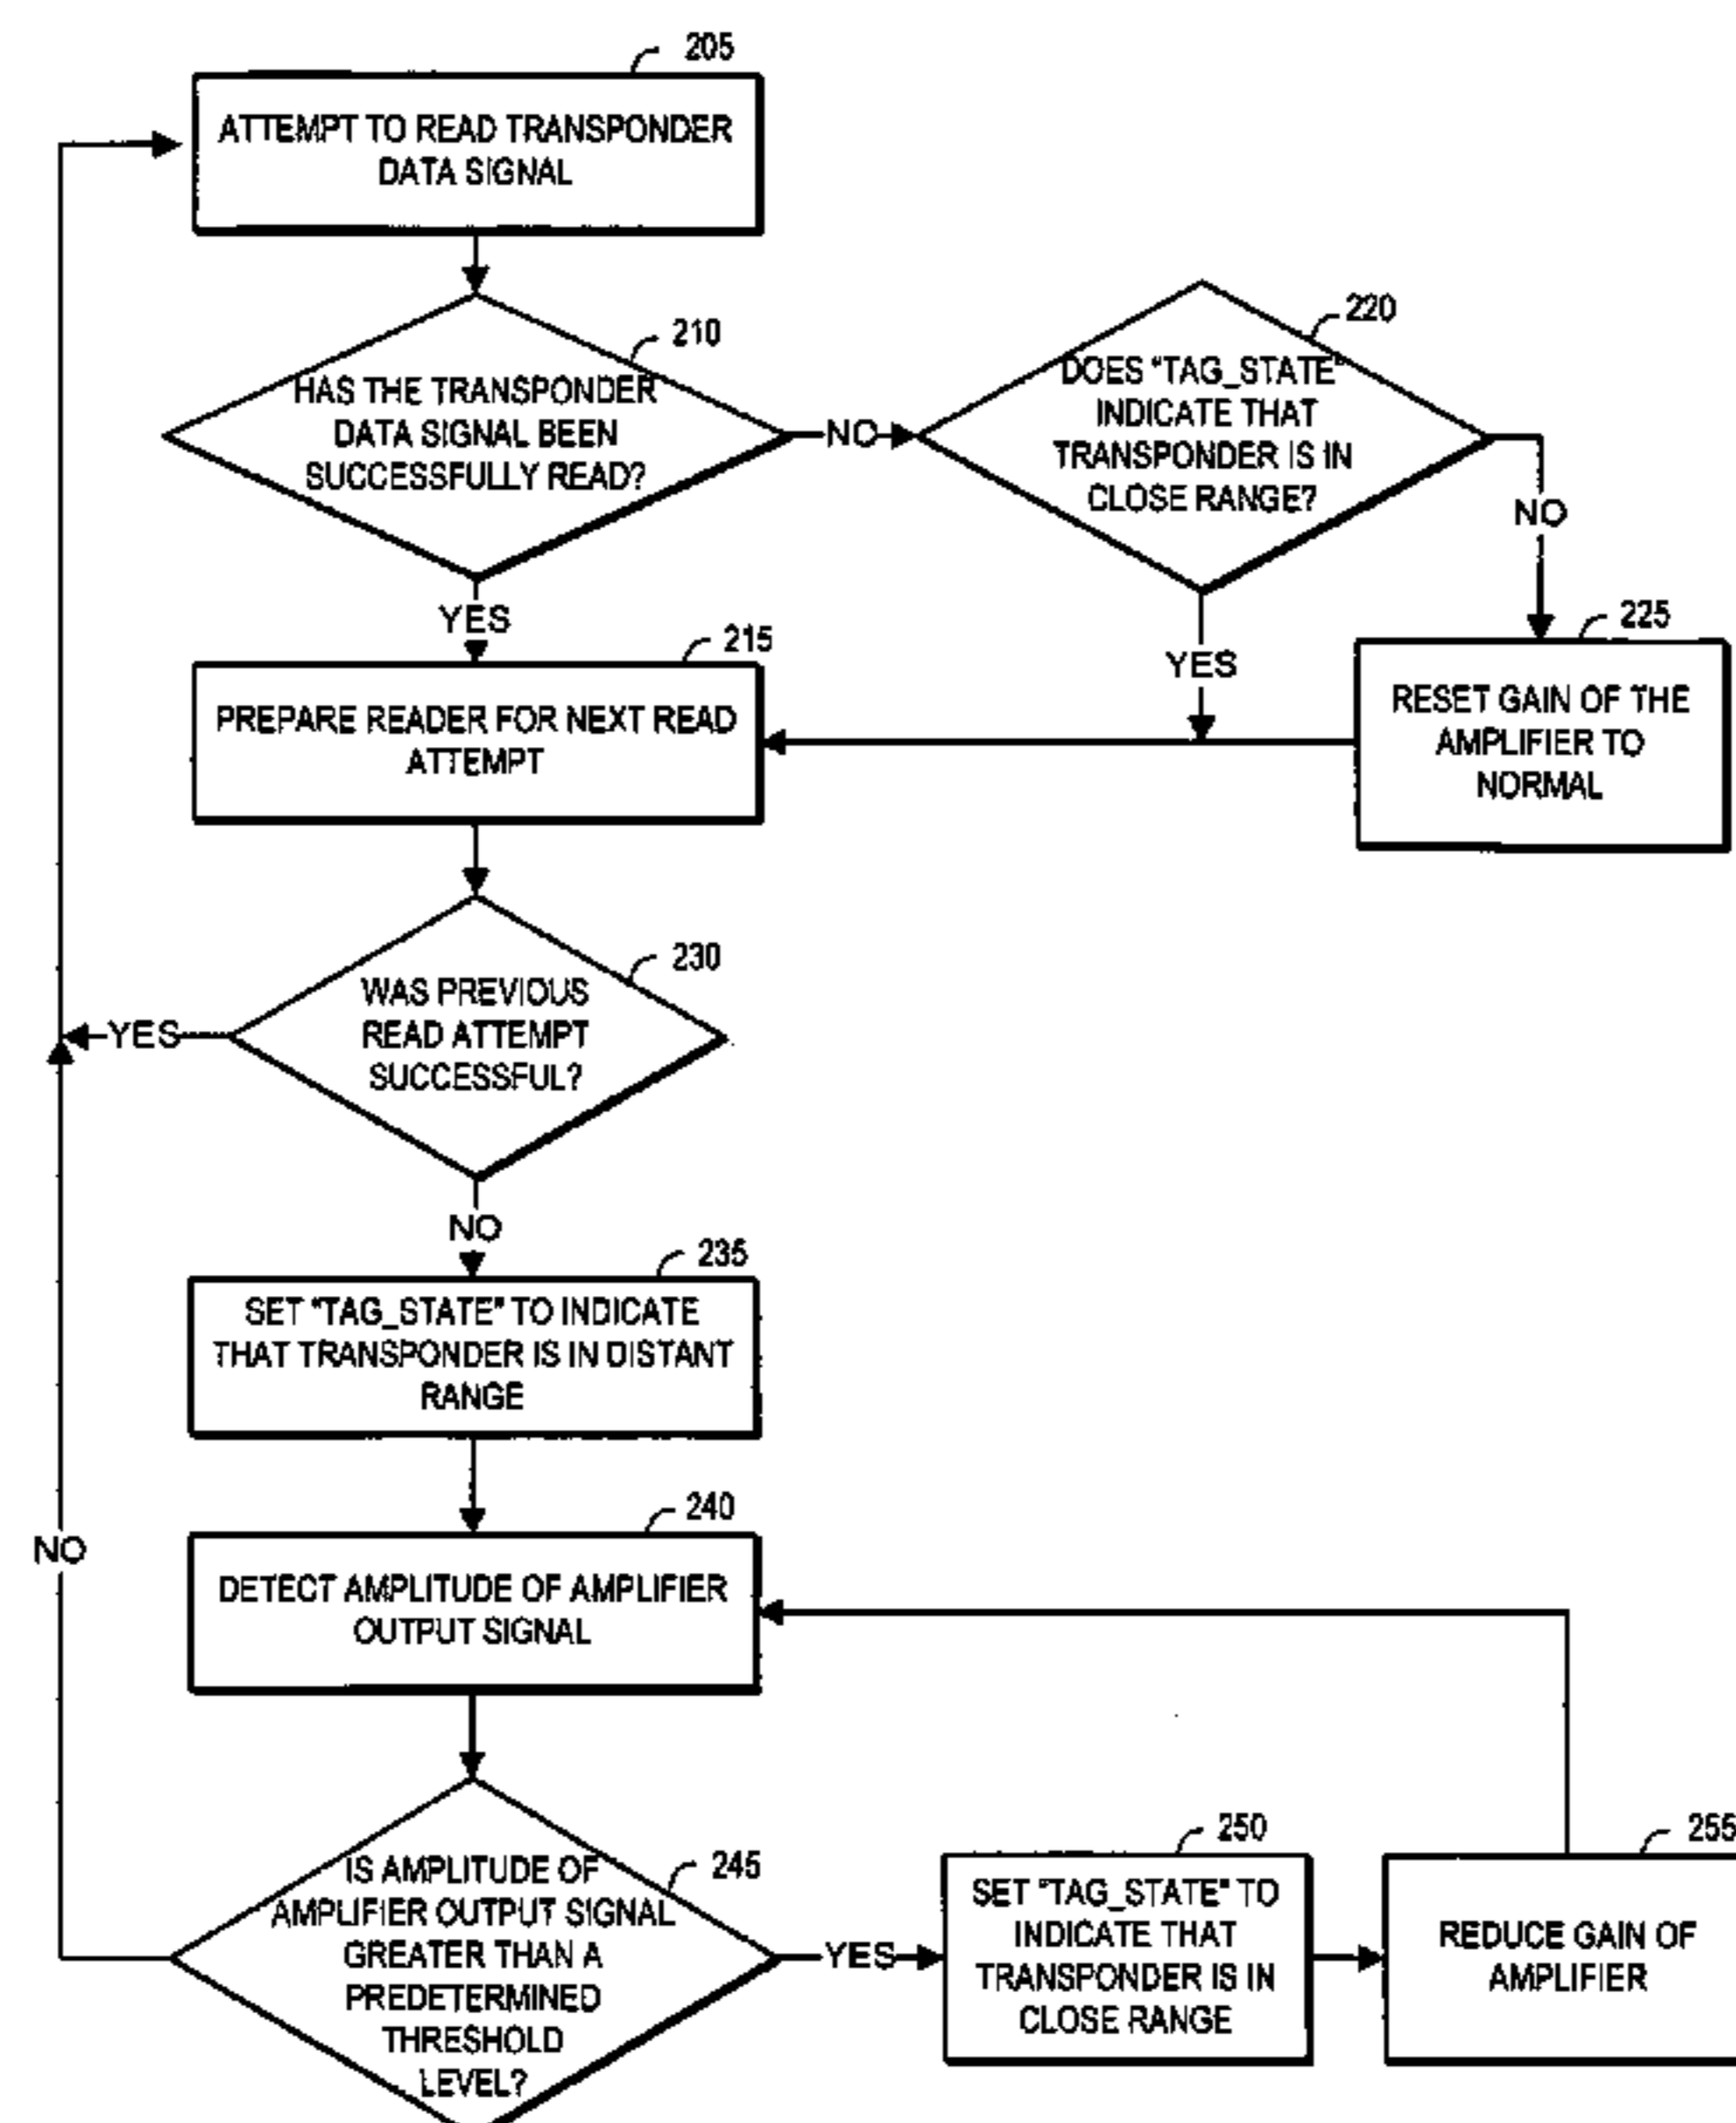 205
ATTEMPT TO READ TRANSPONDER
DATA SIGNAL
210
HAS THE TRANSPONDER
DATA SIGNAL BEEN
SUCCESSFULLY READ?
NO
220
DOES "TAG_STATE"
INDICATE THAT
TRANSPONDER IS IN
CLOSE RANGE?
NO
YES
YES
215
PREPARE READER FOR NEXT READ
ATTEMPT
225
RESET GAIN OF THE
AMPLIFIER TO
NORMAL
230
WAS PREVIOUS
READ ATTEMPT
SUCCESSFUL?
YES
NO
235
SET "TAG_STATE" TO INDICATE
THAT TRANSPONDER IS IN DISTANT
RANGE
240
DETECT AMPLITUDE OF AMPLIFIER
OUTPUT SIGNAL
NO
245
IS AMPLITUDE OF
AMPLIFIER OUTPUT SIGNAL
GREATER THAN A
PREDETERMINED
THRESHOLD
LEVEL?
YES
250
SET "TAG_STATE" TO
INDICATE THAT
TRANSPONDER IS IN
CLOSE RANGE
255
REDUCE GAIN OF
AMPLIFIER